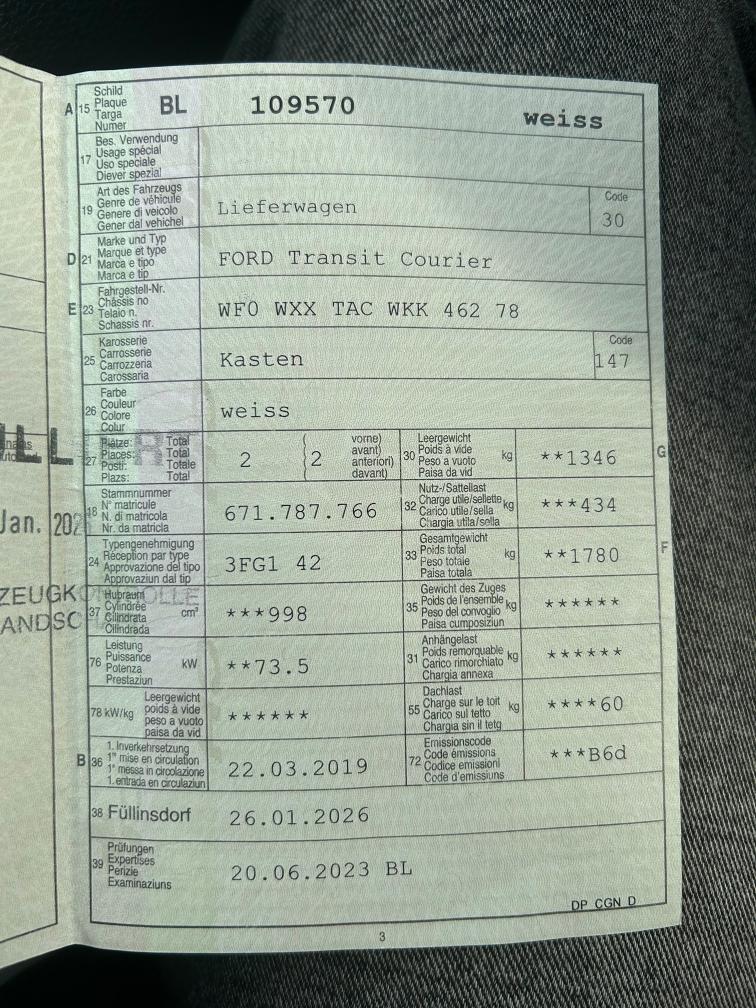 A 15 Schild
Plaque
Targa
Numer
BL 109570 weiss
17 Bes. Verwendung
Usage spécial
Uso speciale
Diever spezial
19 Art des Fahrzeugs
Genre de véhicule
Genere di veicolo
Gener dal vehichel
Lieferwagen
Code
30
D 21 Marke und Typ
Marque et type
Marca e tipo
Marca e tip
FORD Transit Courier
E 23 Fahrgestell-Nr.
Châssis no
Telaio n.
Schassis nr.
WF0 WXX TAC WKK 462 78
25 Karosserie
Carrosserie
Carrozzeria
Carossaria
Kasten
Code
147
26 Farbe
Couleur
Colore
Colur
weiss
27 Plätze: Total
Places: Total
Posti: Totale
Plazs: Total
2 ( 2 vorne)
avant)
anteriori)
davant)
30 Leergewicht
Poids à vide
Peso a vuoto
Paisa da vid
kg
**1346
G
18 Stammnummer
N° matricule
N. di matricola
Nr. da matricla
671.787.766
32 Nutz-/Sattellast
Charge utile/sellette
Carico utile/sella
Chargia utila/sella
kg
***434
Jan. 202
24 Typengenehmigung
Réception par type
Approvazione del tipo
Approvaziun dal tip
3FG1 42
33 Gesamtgewicht
Poids total
Peso totale
Paisa totala
kg
**1780
F
ZEUGKONTROLLE
ANDSC
37 Hubraum
Cylindrée
Cilindrata
Cilindrada
cm³
***998
35 Gewicht des Zuges
Poids de l'ensemble
Peso del convoglio
Paisa cumposiziun
kg
******
76 Leistung
Puissance
Potenza
Prestaziun
kW
**73.5
31 Anhängelast
Poids remorquable
Carico rimorchiato
Chargia annexa
kg
******
78 kW/kg Leergewicht
poids à vide
peso a vuoto
paisa da vid
******
55 Dachlast
Charge sur le toit
Carico sul tetto
Chargia sin il tetg
kg
****60
B 36 1. Inverkehrsetzung
1re mise en circulation
1a messa in circolazione
1. entrada en circulaziun
22.03.2019
72 Emissionscode
Code émissions
Codice emissioni
Code d'emissiuns
***B6d
38 Füllinsdorf 26.01.2026
39 Prüfungen
Expertises
Perizie
Examinaziuns
20.06.2023 BL
DP CGN D
3